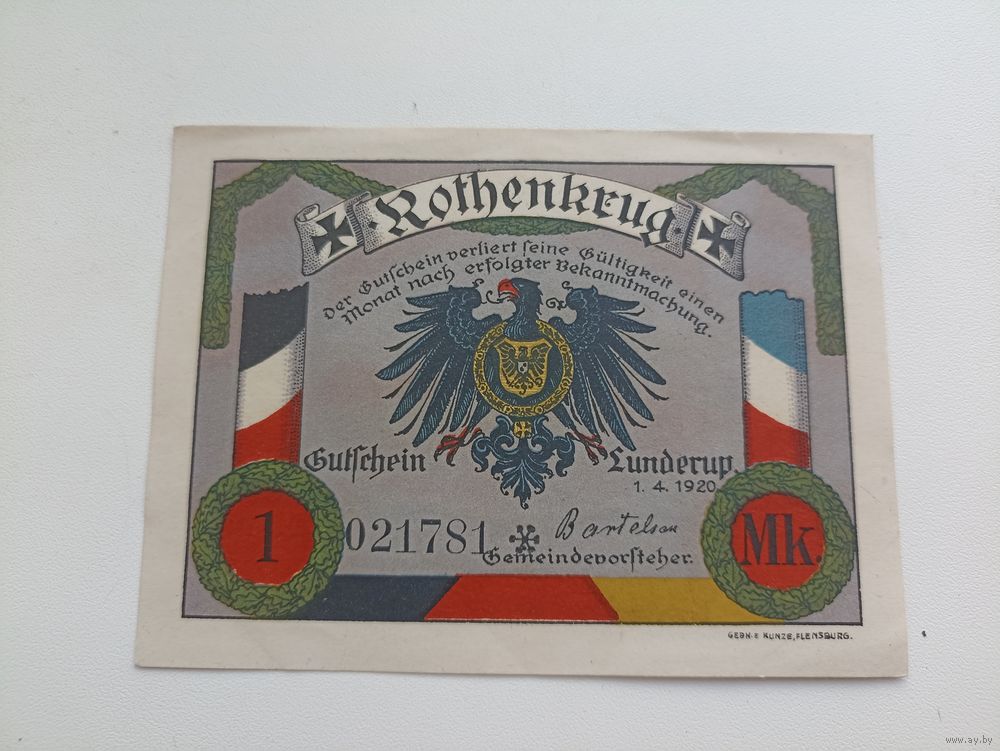 Rothenkrug.
Der Gutschein verliert seine Gültigkeit einen
Monat nach erfolgter Bekanntmachung.
Gutschein
Lunderup,
1. 4. 1920.
1
021781
Bartelsen
Mk.
Gemeindevorsteher.
GEBR. KUNZE, FLENSBURG.
www.ay.by